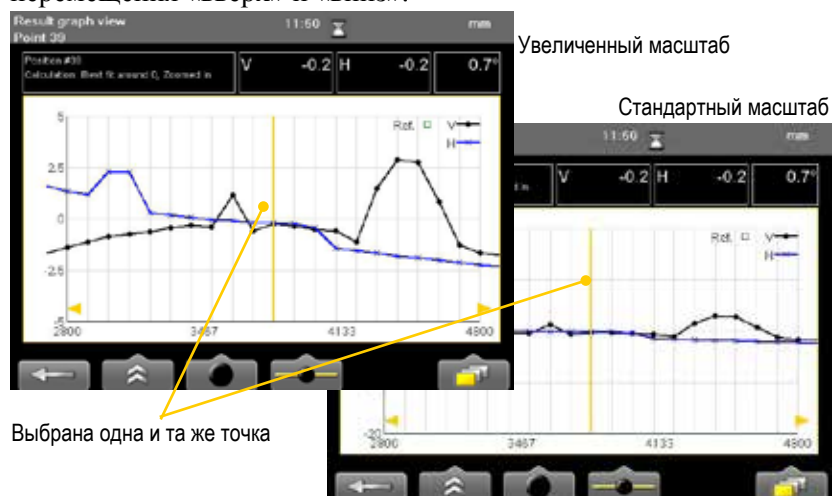 перемещения «вверх» и «вниз».
Result graph view
Point 39
11:50
mm
Position #39
Calculation: Best fit around 0, Zoomed in
V -0.2 H -0.2 0.7°
Увеличенный масштаб
Стандартный масштаб
5
2.5
0
-2.5
-5
Ref.
V
H
2800 3467 4133 4800
11:50
mm
V -0.2 H -0.2 0.7°
Ref.
V
H
-20
2800 3467 4133 4800
Выбрана одна и та же точка